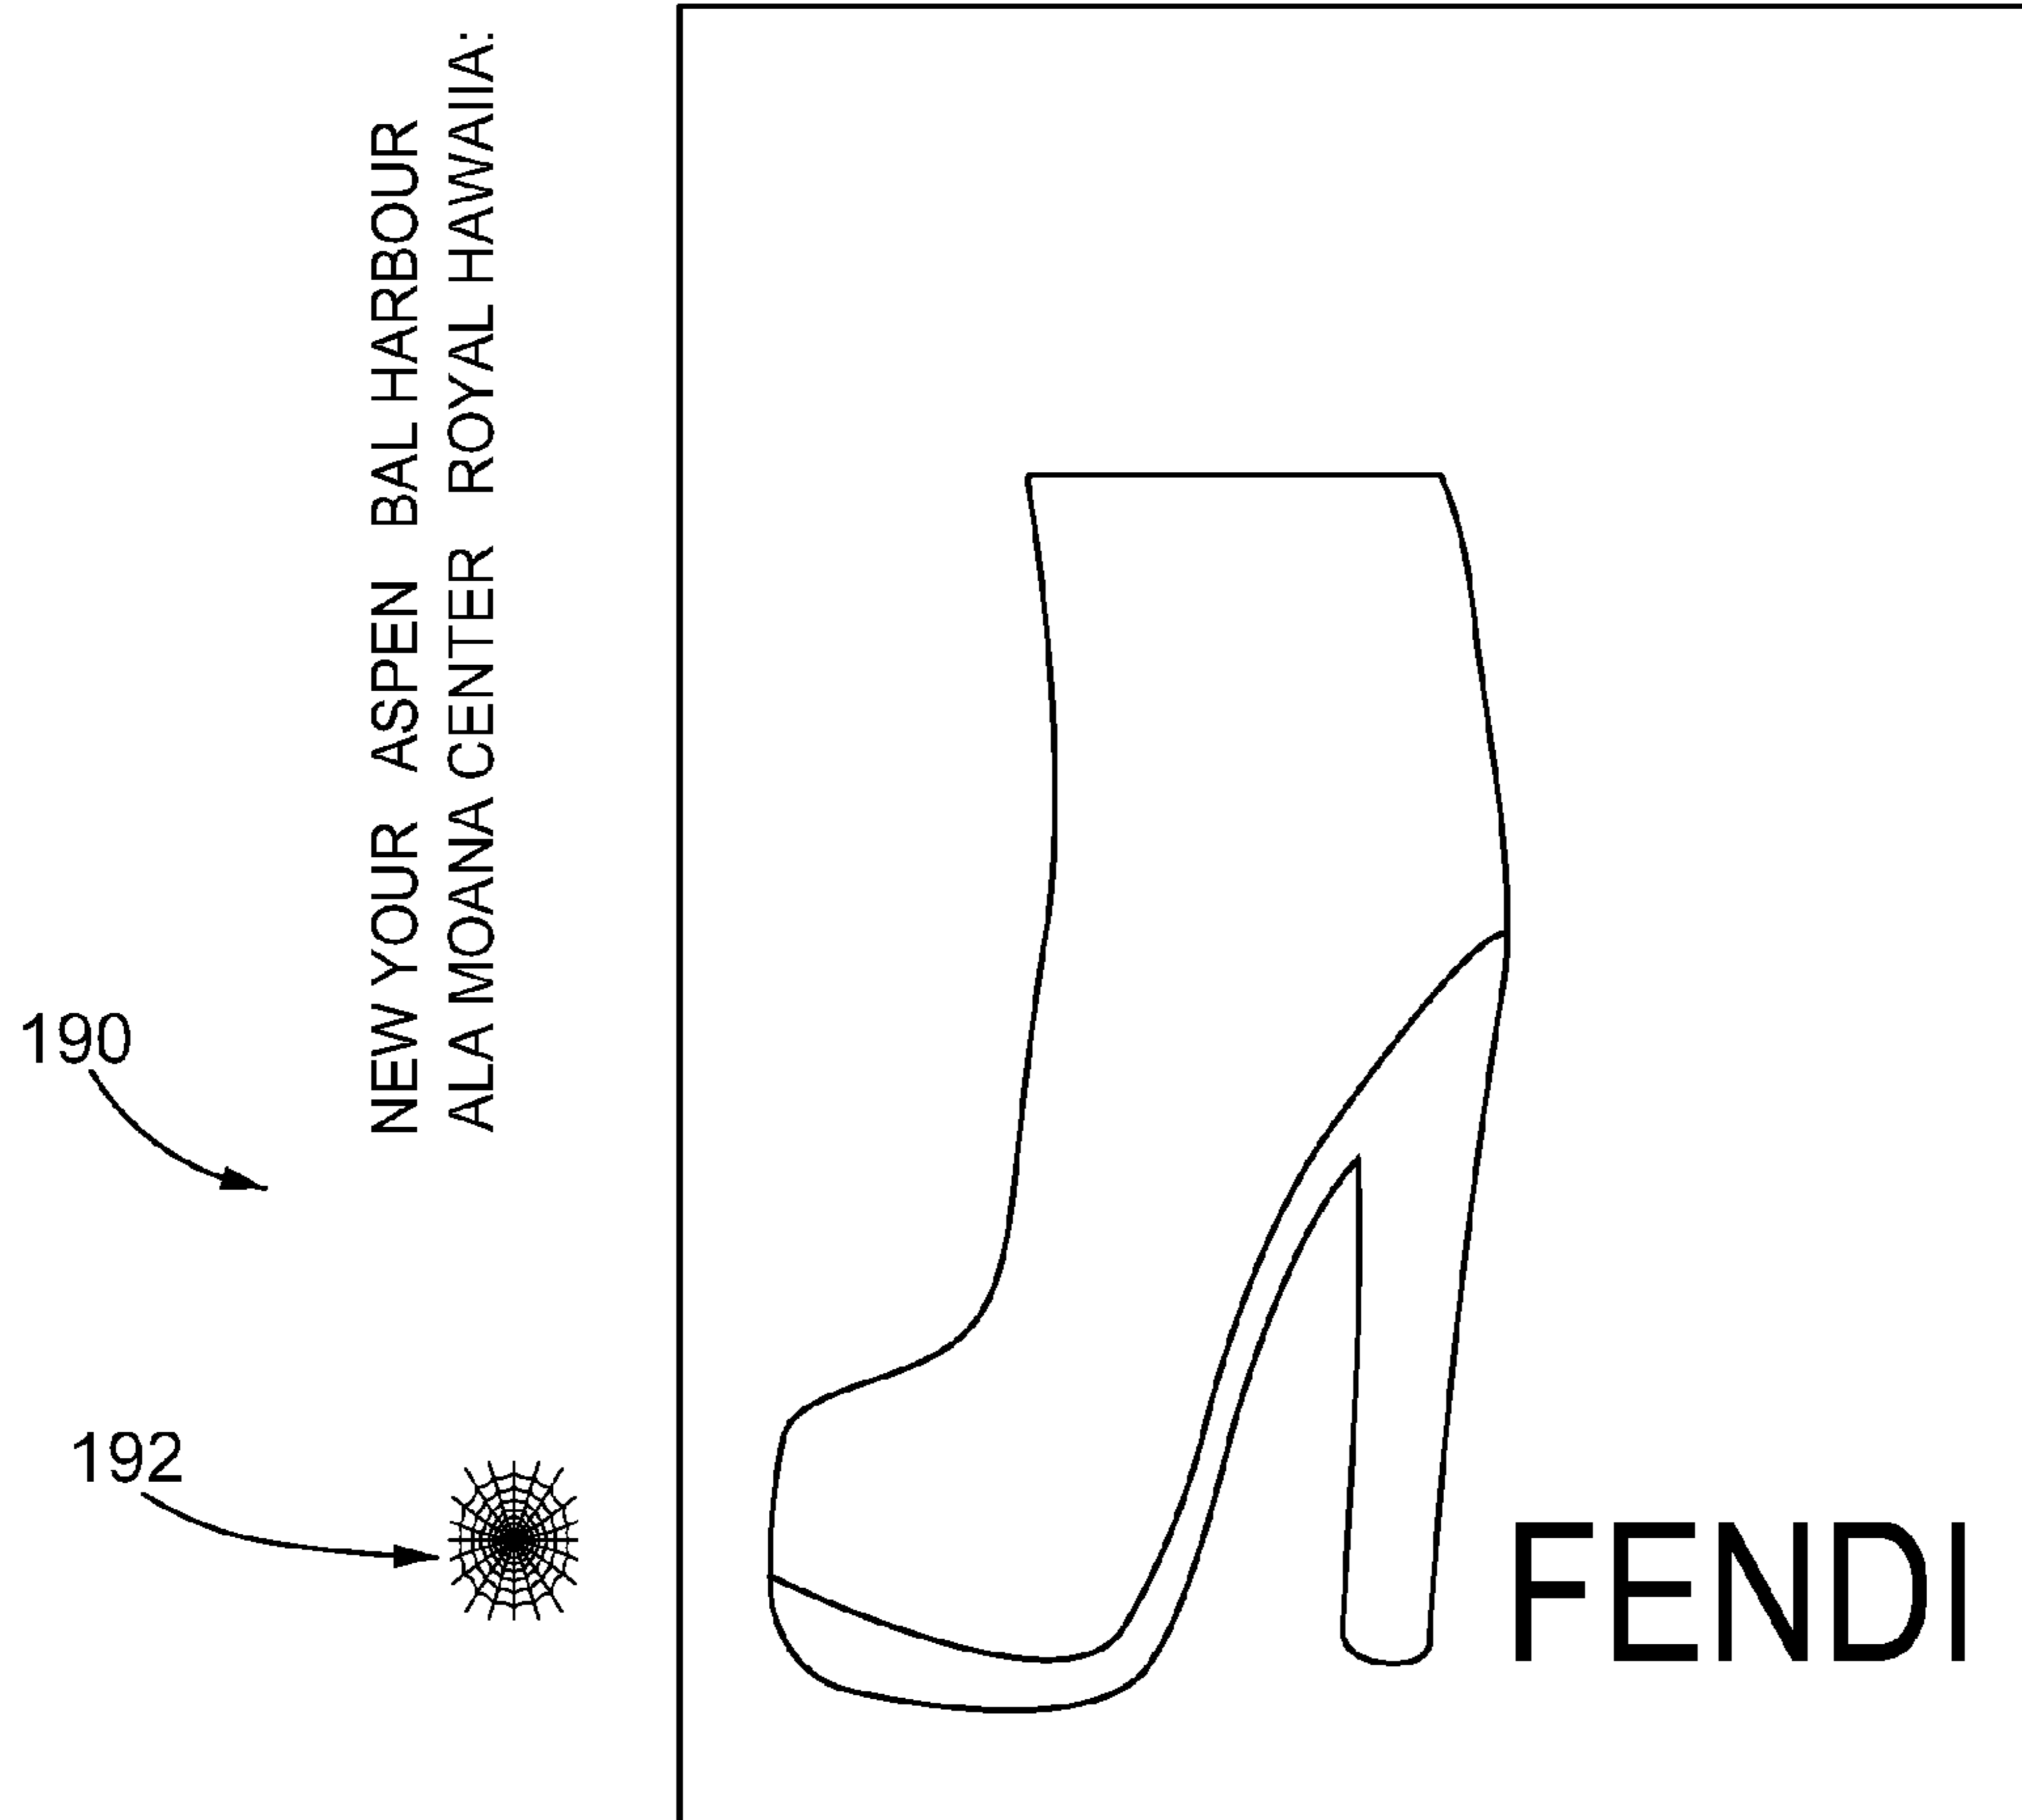 NEW YOUR ASPEN BAL HARBOUR
ALA MOANA CENTER ROYAL HAWAIIA:
190
192
FENDI